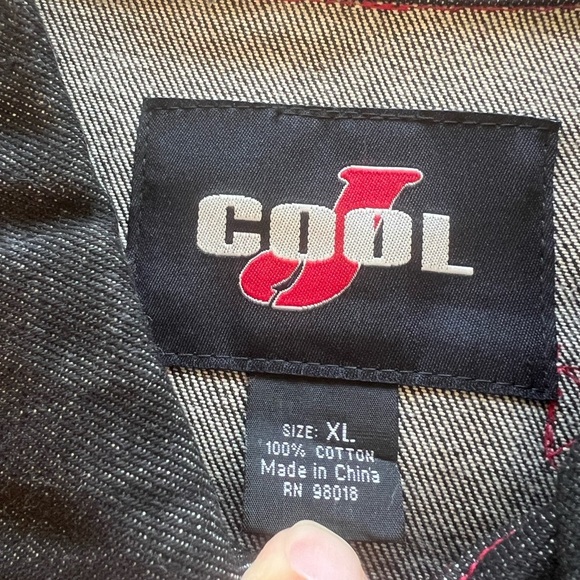 COOL J
SIZE: XL
100% COTTON
Made in China
RN 98018